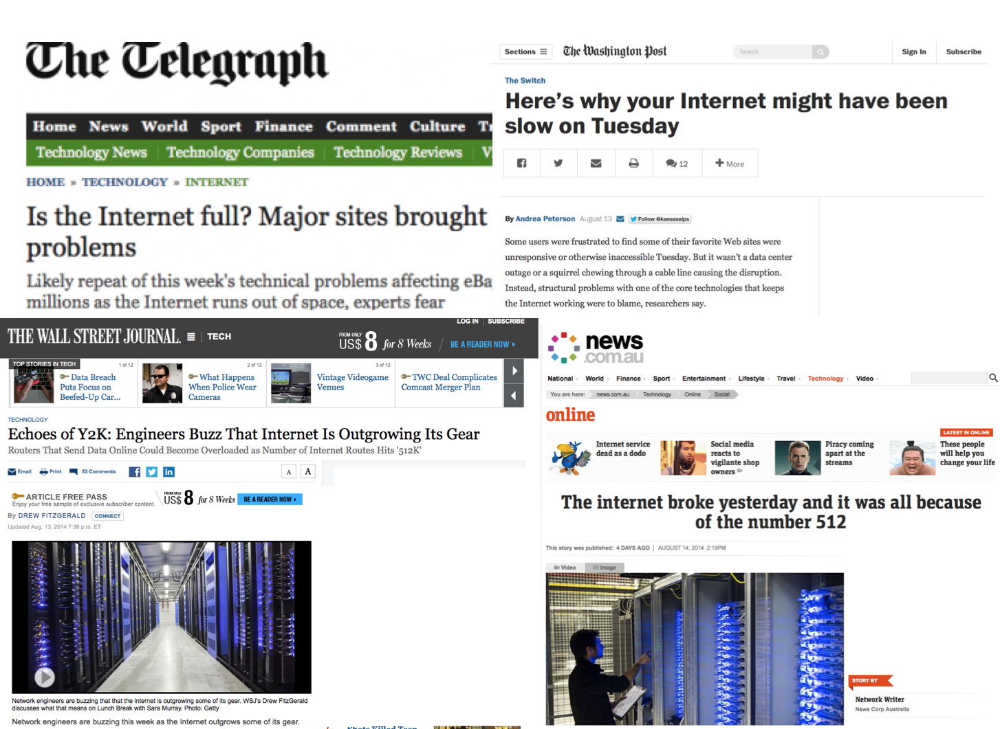 The Telegraph
Home News World Sport Finance Comment Culture Tr
Technology News Technology Companies Technology Reviews V
HOME » TECHNOLOGY » INTERNET
Is the Internet full? Major sites brought
problems
Likely repeat of this week's technical problems affecting eBa
millions as the Internet runs out of space, experts fear
Sections The Washington Post Search Sign In Subscribe
The Switch
Here's why your Internet might have been
slow on Tuesday
12 More
By Andrea Peterson August 13 Follow @kansasalps
Some users were frustrated to find some of their favorite Web sites were
unresponsive or otherwise inaccessible Tuesday. But it wasn't a data center
outage or a squirrel chewing through a cable line causing the disruption.
Instead, structural problems with one of the core technologies that keeps
the Internet working were to blame, researchers say.
LOG IN SUBSCRIBE
THE WALL STREET JOURNAL. TECH
FROM ONLY
US$ 8 for 8 Weeks BE A READER NOW
TOP STORIES IN TECH
1 of 12
Data Breach
Puts Focus on
Beefed-Up Car...
2 of 12
What Happens
When Police Wear
Cameras
3 of 12
Vintage Videogame
Venues
TWC Deal Complicates
Comcast Merger Plan
TECHNOLOGY
Echoes of Y2K: Engineers Buzz That Internet Is Outgrowing Its Gear
Routers That Send Data Online Could Become Overloaded as Number of Internet Routes Hits '512K'
Email Print 53 Comments f in A A
ARTICLE FREE PASS
Enjoy your free sample of exclusive subscriber content.
FROM ONLY
US$ 8 for 8 Weeks BE A READER NOW
By DREW FITZGERALD CONNECT
Updated Aug. 13, 2014 7:38 p.m. ET
Network engineers are buzzing that that the internet is outgrowing some of its gear. WSJ's Drew FitzGerald
discusses what that means on Lunch Break with Sara Murray. Photo: Getty
Network engineers are buzzing this week as the Internet outgrows some of its gear.
news
.com.au
National World Finance Sport Entertainment Lifestyle Travel Technology Video
You are here: news.com.au Technology Online Social
online
LATEST IN ONLINE
Internet service
dead as a dodo
Social media
reacts to
vigilante shop
owners
Piracy coming
apart at the
streams
These people
will help you
change your life
The internet broke yesterday and it was all because
of the number 512
This story was published: 4 DAYS AGO | AUGUST 14, 2014 2:15PM
Video Image
STORY BY
Network Writer
News Corp Australia